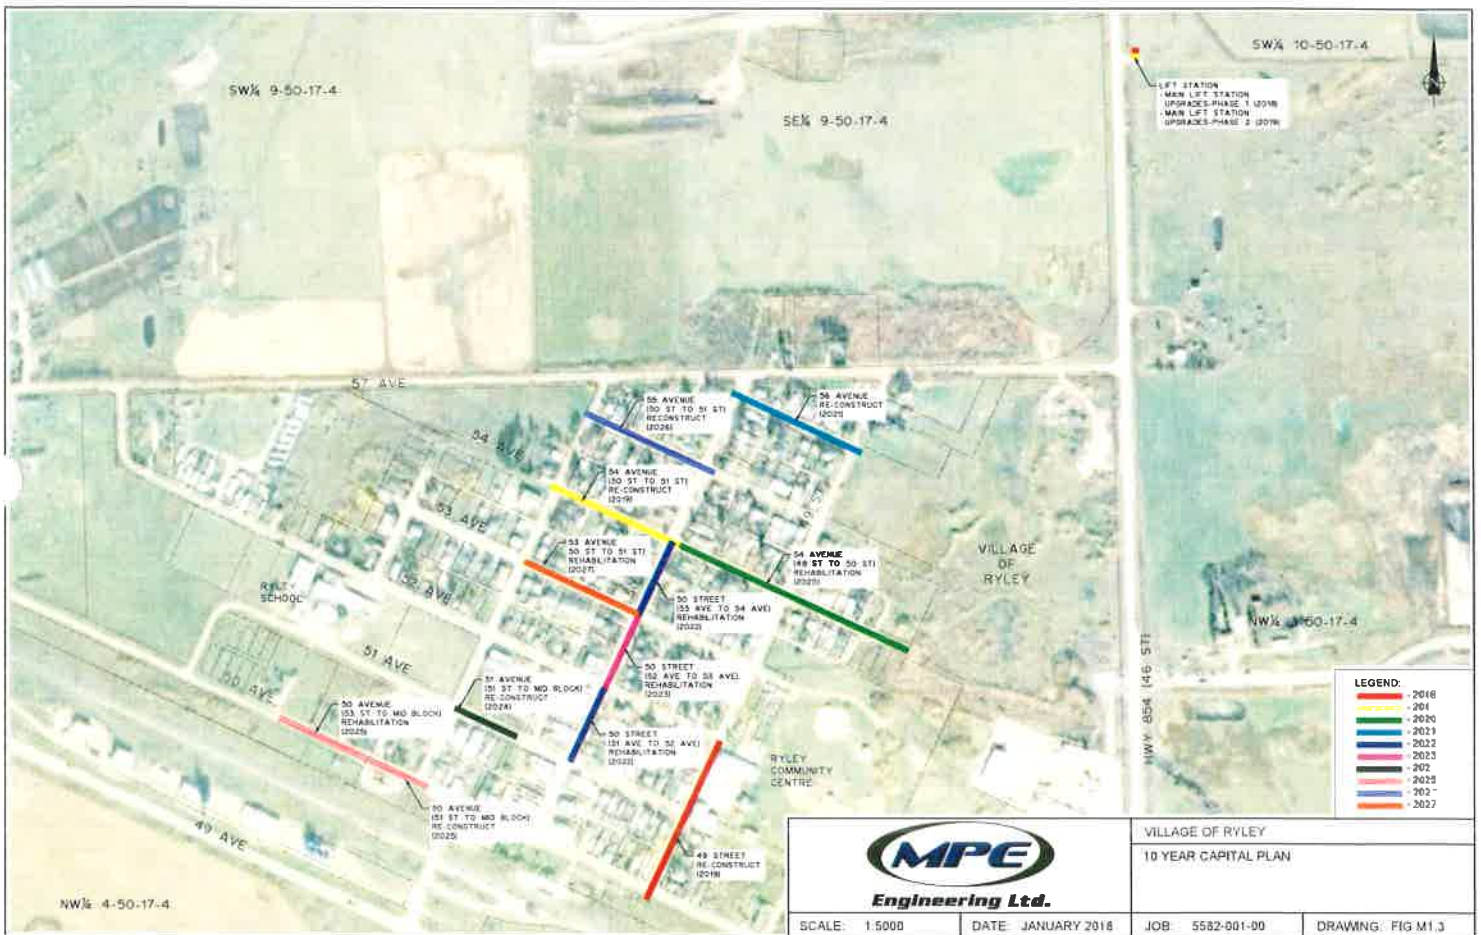 SW¼ 9-50-17-4
SE¼ 9-50-17-4
SW¼ 10-50-17-4
LIFT STATION
- MAIN LIFT STATION
UPGRADES-PHASE 1 (2018)
- MAIN LIFT STATION
UPGRADES-PHASE 2 (2019)
57 AVE
55 AVENUE
(50 ST TO 51 ST)
RECONSTRUCT
(2026)
56 AVENUE
RE-CONSTRUCT
(2021)
54 AVE
54 AVENUE
(50 ST TO 51 ST)
RE-CONSTRUCT
(2019)
49 ST
53 AVE
53 AVENUE
50 ST TO 51 ST)
REHABILITATION
(2027)
54 AVENUE
(48 ST TO 50 ST)
REHABILITATION
(2020)
VILLAGE
OF
RYLEY
52 AVE
SCHOOL
50 STREET
(53 AVE TO 54 AVE)
REHABILITATION
(2022)
51 AVE
50 STREET
(52 AVE TO 53 AVE)
REHABILITATION
(2023)
51 AVENUE
(51 ST TO MID BLOCK)
RE-CONSTRUCT
(2024)
50 AVE
50 AVENUE
(53 ST TO MID BLOCK)
REHABILITATION
(2025)
50 STREET
(51 AVE TO 52 AVE)
REHABILITATION
(2022)
RYLEY
COMMUNITY
CENTRE
50 AVENUE
(51 ST TO MID BLOCK)
RE-CONSTRUCT
(2025)
49 STREET
RE-CONSTRUCT
(2018)
49 AVE
NW¼ 4-50-17-4
HWY 854 (46 ST)
LEGEND:
- 2018
- 201
- 2020
- 2021
- 2022
- 2023
- 202
- 2025
- 202
- 2027
MPE
Engineering Ltd.
VILLAGE OF RYLEY
10 YEAR CAPITAL PLAN
SCALE: 1:5000
DATE: JANUARY 2018
JOB: 5582-001-00
DRAWING: FIG M1.3